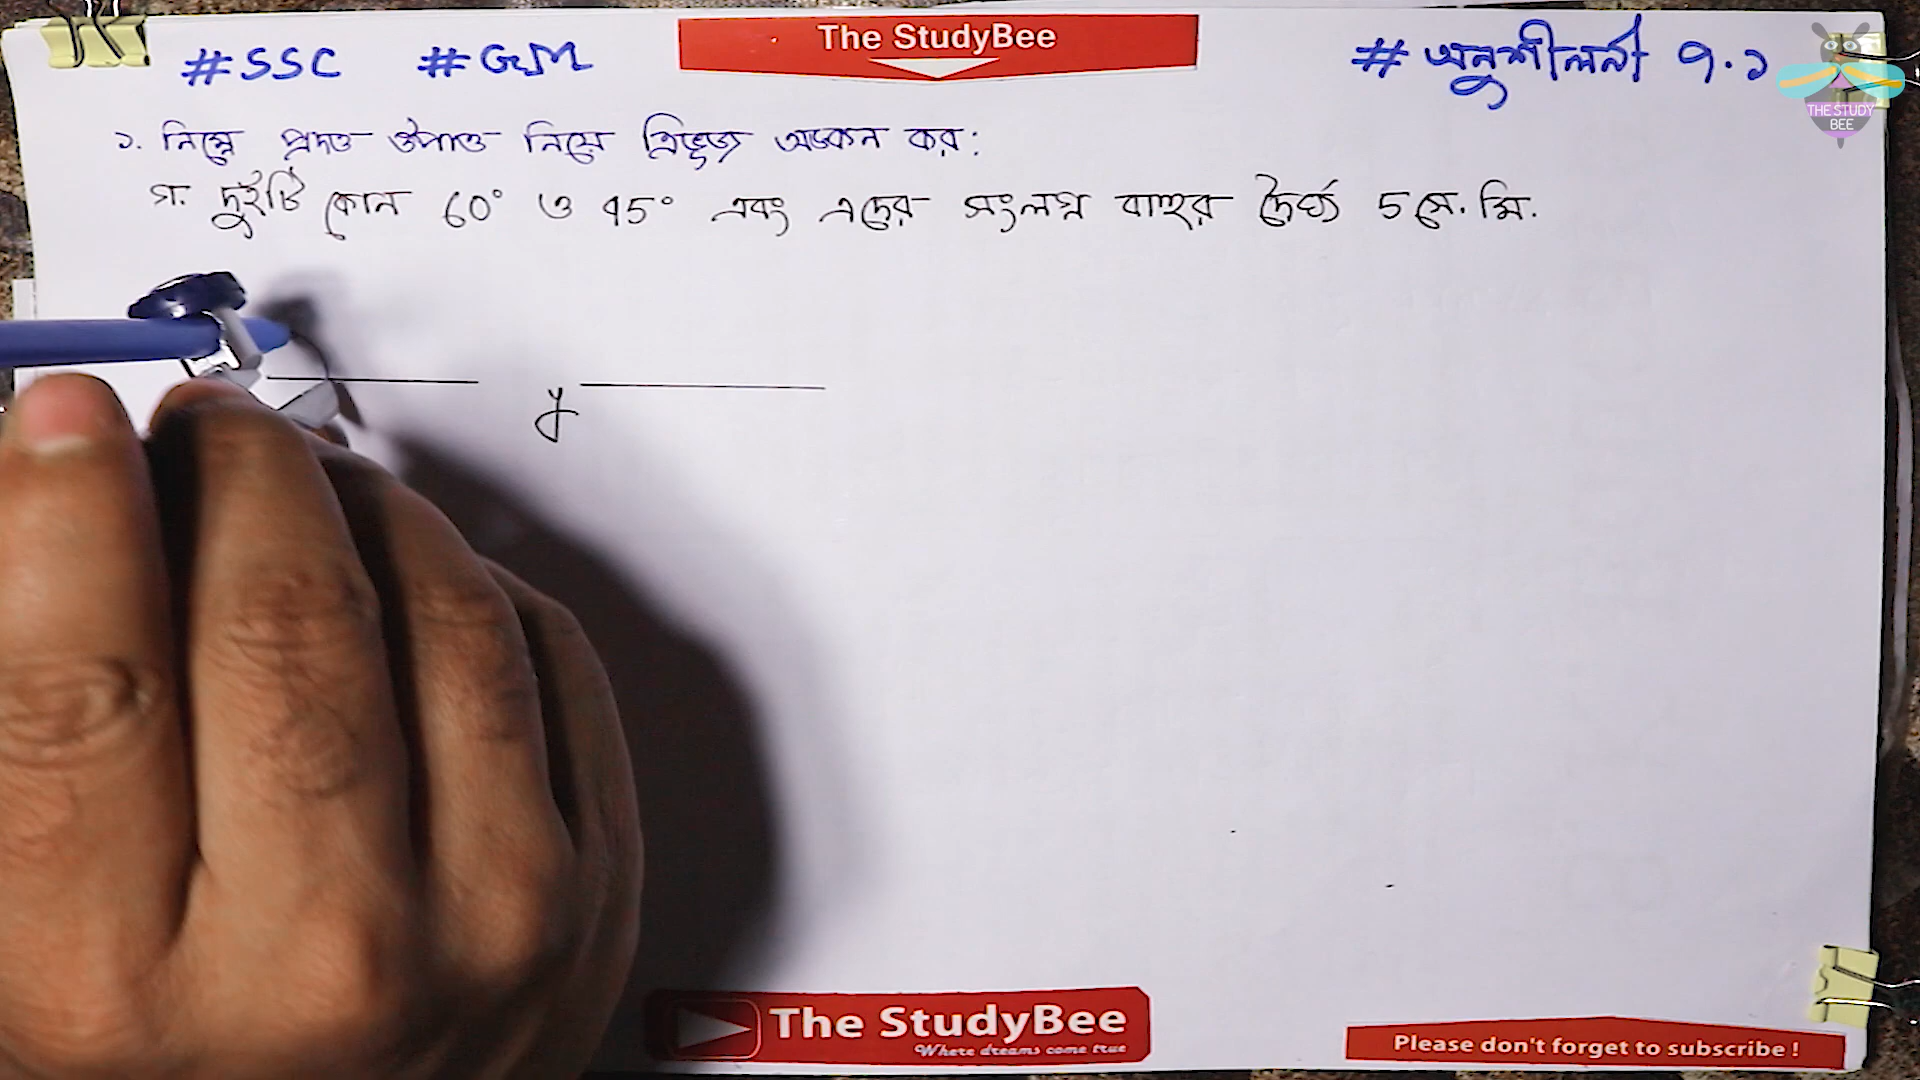 The StudyBee
#SSC #GM #অনুশীলনী ৭.১
THE STUDY
BEE
১. নিম্নে প্রদত্ত উপাত্ত নিয়ে ত্রিভুজ অঙ্কন কর:
গ. দুইটি কোন 60° ও 45° এবং এদের সংলগ্ন বাহুর দৈর্ঘ্য 5 সে. মি.
y
The StudyBee
Where dreams come true
Please don't forget to subscribe !